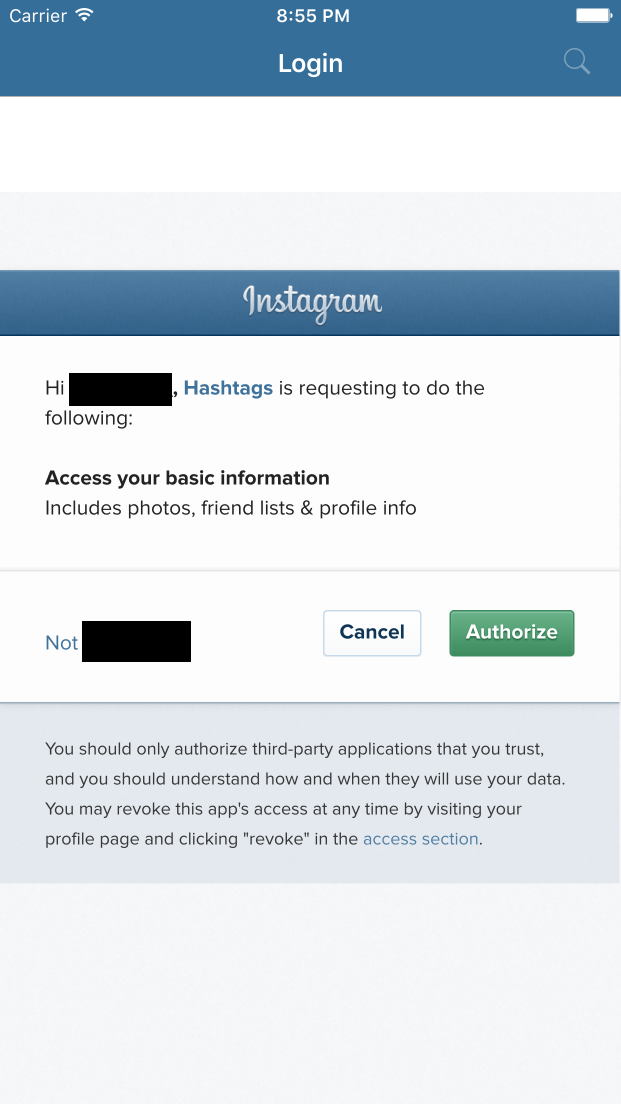 Carrier 8:55 PM
Login
Instagram
Hi , Hashtags is requesting to do the
following:
Access your basic information
Includes photos, friend lists & profile info
Not
Cancel
Authorize
You should only authorize third-party applications that you trust,
and you should understand how and when they will use your data.
You may revoke this app's access at any time by visiting your
profile page and clicking "revoke" in the access section.